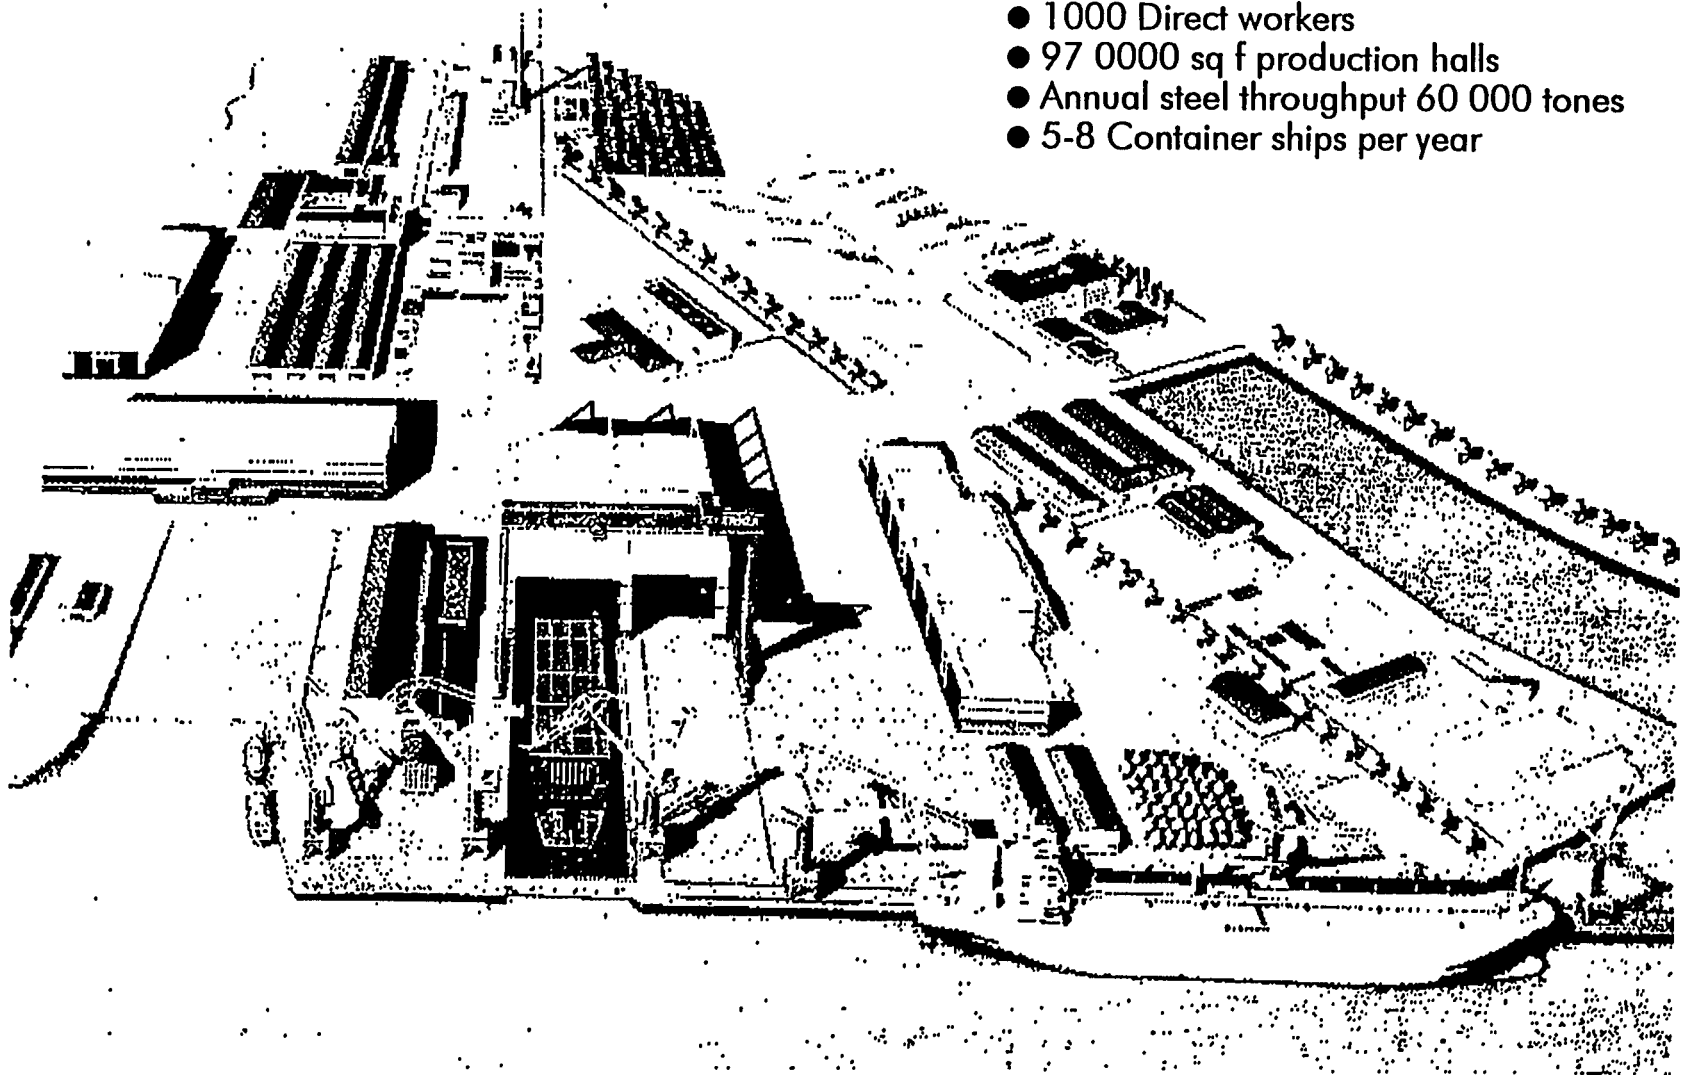 ● 1000 Direct workers
● 97 0000 sq f production halls
● Annual steel throughput 60 000 tones
● 5-8 Container ships per year